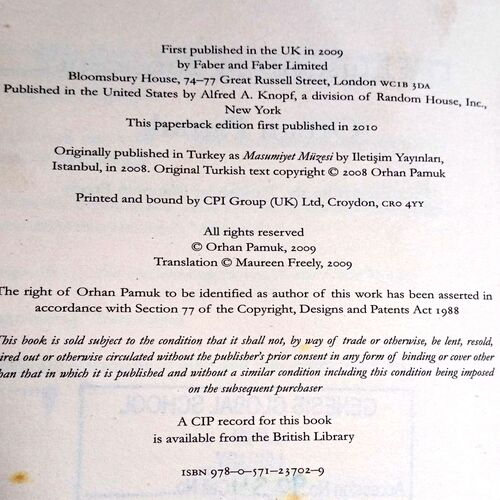 First published in the UK in 2009
by Faber and Faber Limited
Bloomsbury House, 74–77 Great Russell Street, London WC1B 3DA
Published in the United States by Alfred A. Knopf, a division of Random House, Inc.,
New York
This paperback edition first published in 2010
Originally published in Turkey as Masumiyet Müzesi by Iletişim Yayınları,
Istanbul, in 2008. Original Turkish text copyright © 2008 Orhan Pamuk
Printed and bound by CPI Group (UK) Ltd, Croydon, CR0 4YY
All rights reserved
© Orhan Pamuk, 2009
Translation © Maureen Freely, 2009
The right of Orhan Pamuk to be identified as author of this work has been asserted in
accordance with Section 77 of the Copyright, Designs and Patents Act 1988
This book is sold subject to the condition that it shall not, by way of trade or otherwise, be lent, resold,
ired out or otherwise circulated without the publisher's prior consent in any form of binding or cover other
han that in which it is published and without a similar condition including this condition being imposed
on the subsequent purchaser
A CIP record for this book
is available from the British Library
GENESIS GLOBAL SCHOOL
ISBN 978-0-571-23702-9